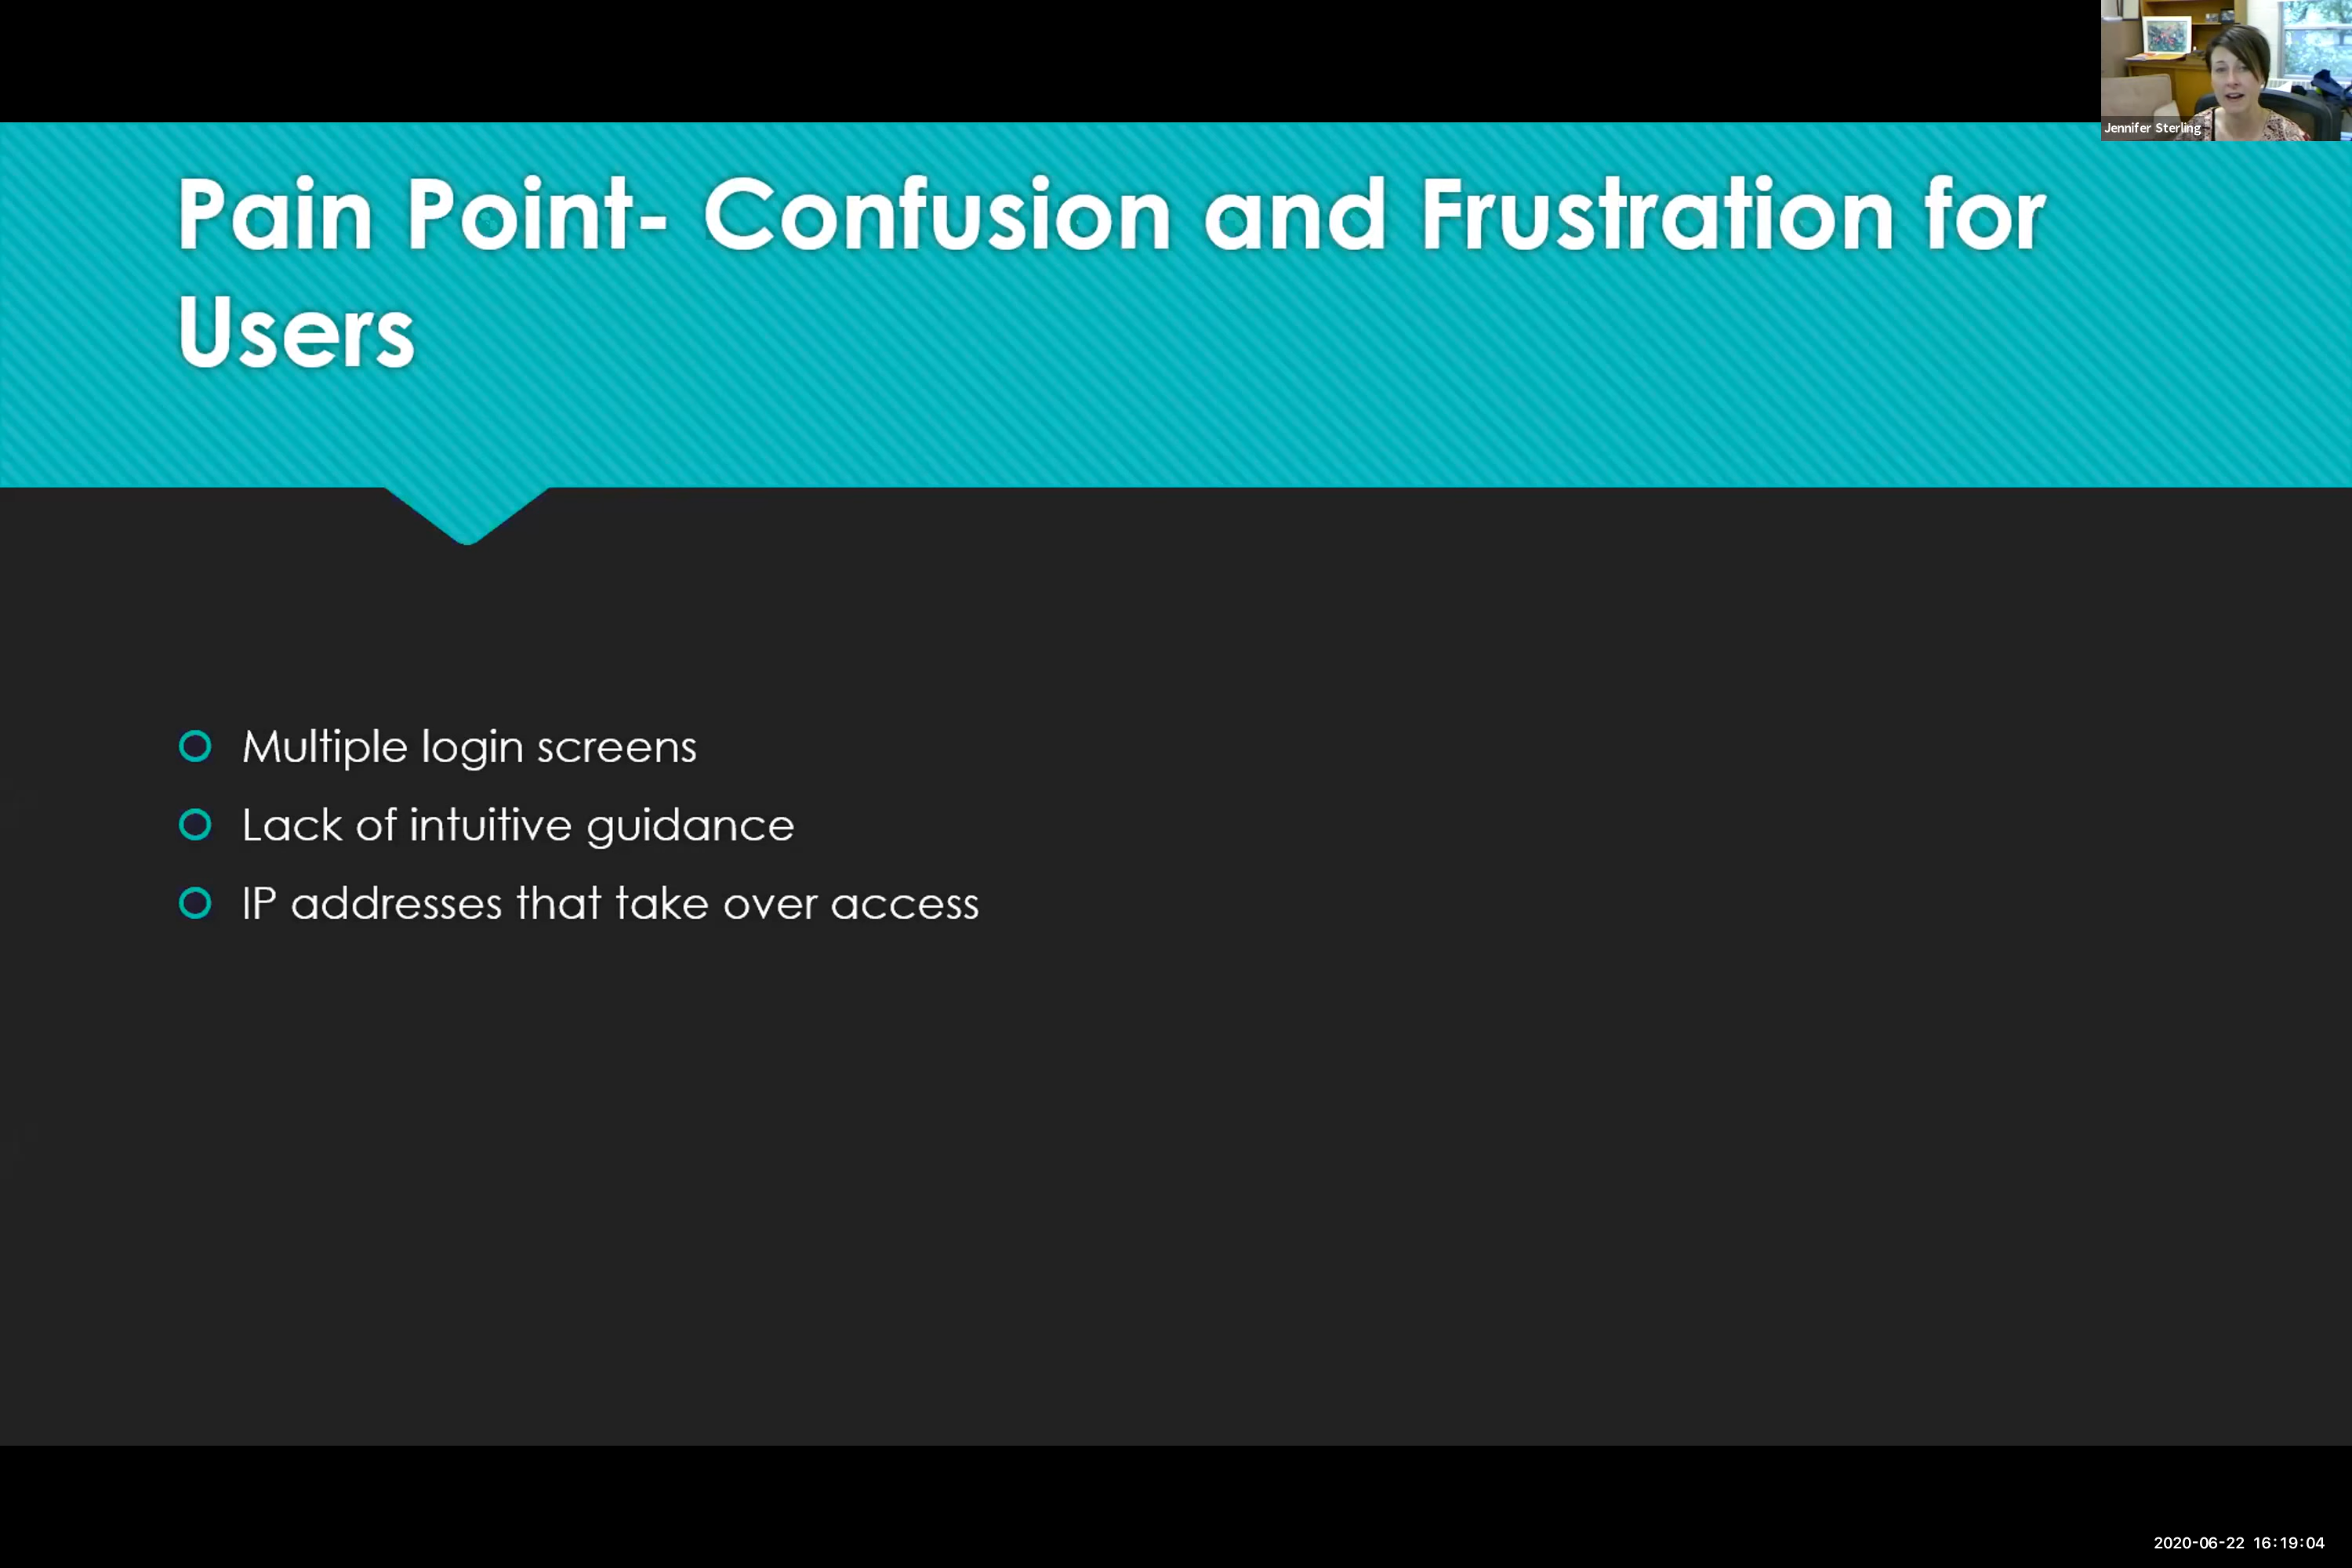 Jennifer Sterling
Pain Point- Confusion and Frustration for
Users
Multiple login screens
Lack of intuitive guidance
IP addresses that take over access
2020-06-22 16:19:04